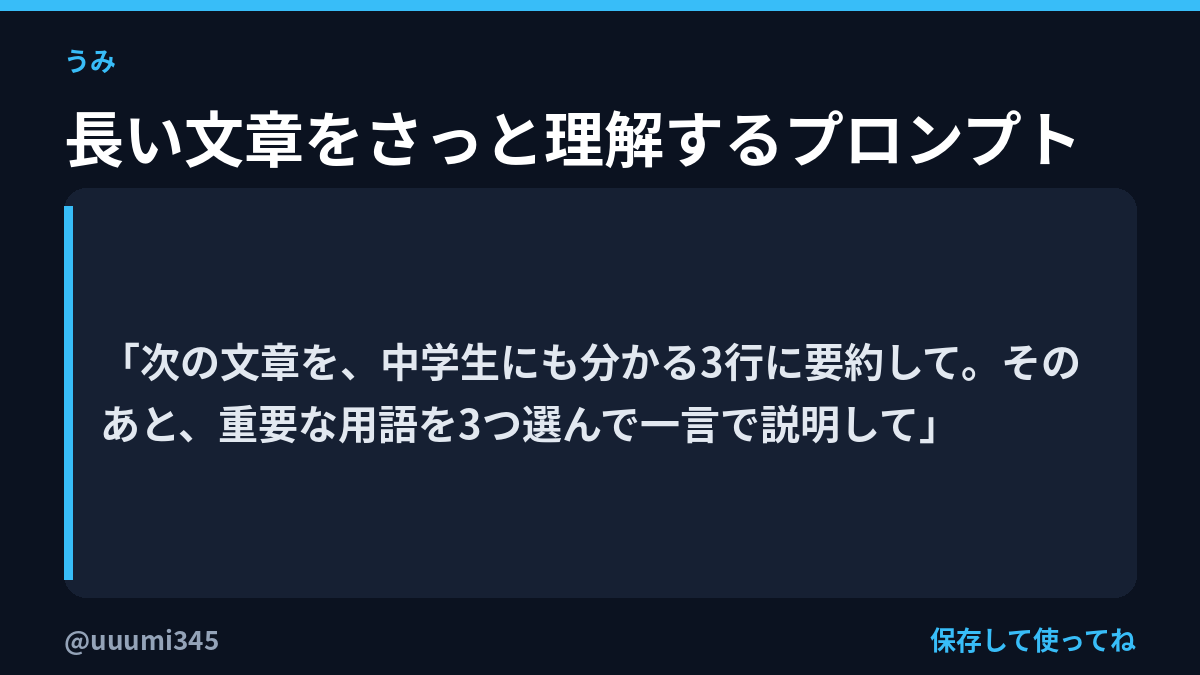 うみ
長い文章をさっと理解するプロンプト
「次の文章を、中学生にも分かる3行に要約して。その
あと、重要な用語を3つ選んで一言で説明して」
@uuumi345
保存して使ってね